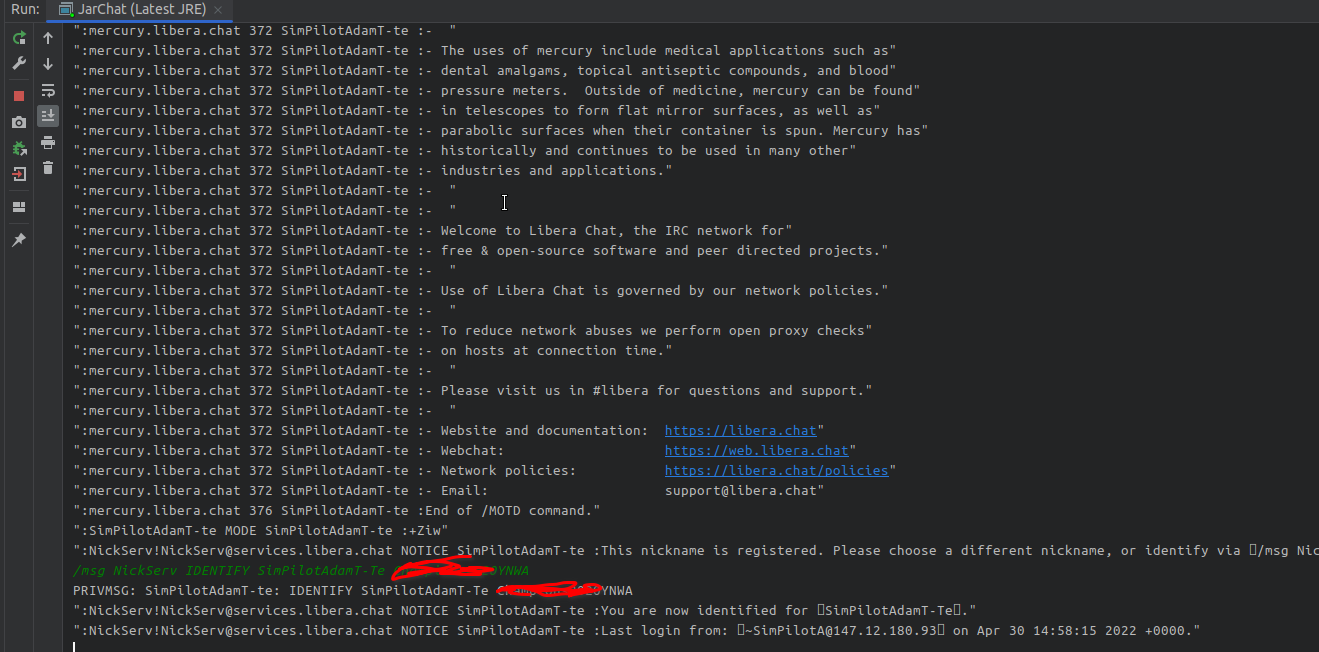 Run: JarChat (Latest JRE)
":mercury.libera.chat 372 SimPilotAdamT-te :-  "
":mercury.libera.chat 372 SimPilotAdamT-te :- The uses of mercury include medical applications such as"
":mercury.libera.chat 372 SimPilotAdamT-te :- dental amalgams, topical antiseptic compounds, and blood"
":mercury.libera.chat 372 SimPilotAdamT-te :- pressure meters.  Outside of medicine, mercury can be found"
":mercury.libera.chat 372 SimPilotAdamT-te :- in telescopes to form flat mirror surfaces, as well as"
":mercury.libera.chat 372 SimPilotAdamT-te :- parabolic surfaces when their container is spun. Mercury has"
":mercury.libera.chat 372 SimPilotAdamT-te :- historically and continues to be used in many other"
":mercury.libera.chat 372 SimPilotAdamT-te :- industries and applications."
":mercury.libera.chat 372 SimPilotAdamT-te :-  "
":mercury.libera.chat 372 SimPilotAdamT-te :-  "
":mercury.libera.chat 372 SimPilotAdamT-te :- Welcome to Libera Chat, the IRC network for"
":mercury.libera.chat 372 SimPilotAdamT-te :- free & open-source software and peer directed projects."
":mercury.libera.chat 372 SimPilotAdamT-te :-  "
":mercury.libera.chat 372 SimPilotAdamT-te :- Use of Libera Chat is governed by our network policies."
":mercury.libera.chat 372 SimPilotAdamT-te :-  "
":mercury.libera.chat 372 SimPilotAdamT-te :- To reduce network abuses we perform open proxy checks"
":mercury.libera.chat 372 SimPilotAdamT-te :- on hosts at connection time."
":mercury.libera.chat 372 SimPilotAdamT-te :-  "
":mercury.libera.chat 372 SimPilotAdamT-te :- Please visit us in #libera for questions and support."
":mercury.libera.chat 372 SimPilotAdamT-te :-  "
":mercury.libera.chat 372 SimPilotAdamT-te :- Website and documentation:  https://libera.chat"
":mercury.libera.chat 372 SimPilotAdamT-te :- Webchat:                    https://web.libera.chat"
":mercury.libera.chat 372 SimPilotAdamT-te :- Network policies:           https://libera.chat/policies"
":mercury.libera.chat 372 SimPilotAdamT-te :- Email:                      support@libera.chat"
":mercury.libera.chat 376 SimPilotAdamT-te :End of /MOTD command."
":SimPilotAdamT-te MODE SimPilotAdamT-te :+Ziw"
":NickServ!NickServ@services.libera.chat NOTICE SimPilotAdamT-te :This nickname is registered. Please choose a different nickname, or identify via /msg Nic
/msg NickServ IDENTIFY SimPilotAdamT-Te
PRIVMSG: SimPilotAdamT-te: IDENTIFY SimPilotAdamT-Te
":NickServ!NickServ@services.libera.chat NOTICE SimPilotAdamT-te :You are now identified for SimPilotAdamT-Te."
":NickServ!NickServ@services.libera.chat NOTICE SimPilotAdamT-te :Last login from: ~SimPilotA@147.12.180.93 on Apr 30 14:58:15 2022 +0000."